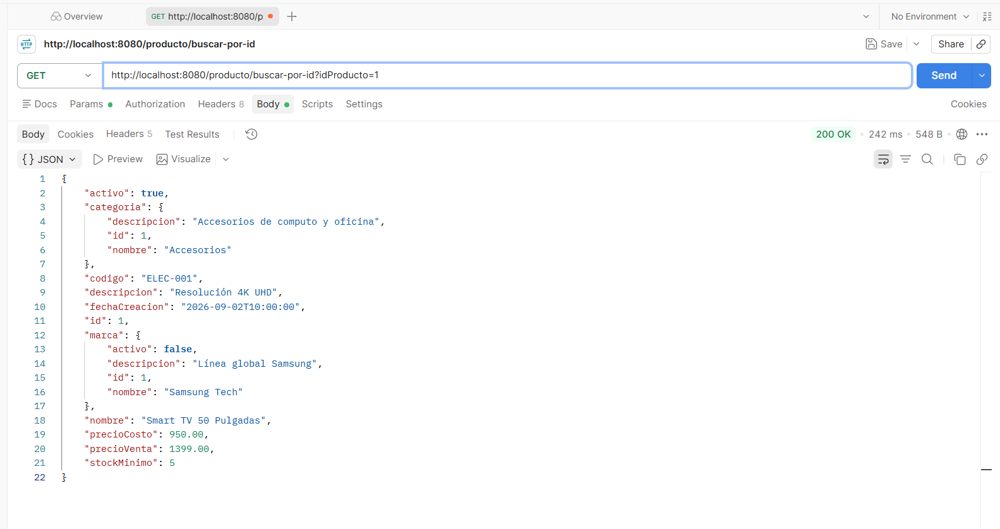 Overview
GET http://localhost:8080/p
No Environment
HTTP
http://localhost:8080/producto/buscar-por-id
Save
Share
GET
http://localhost:8080/producto/buscar-por-id?idProducto=1
Send
Docs Params Authorization Headers 8 Body Scripts Settings
Cookies
Body Cookies Headers 5 Test Results
200 OK 242 ms 548 B
{} JSON Preview Visualize
1 {
2 "activo": true,
3 "categoria": {
4 "descripcion": "Accesorios de computo y oficina",
5 "id": 1,
6 "nombre": "Accesorios"
7 },
8 "codigo": "ELEC-001",
9 "descripcion": "Resolución 4K UHD",
10 "fechaCreacion": "2026-09-02T10:00:00",
11 "id": 1,
12 "marca": {
13 "activo": false,
14 "descripcion": "Línea global Samsung",
15 "id": 1,
16 "nombre": "Samsung Tech"
17 },
18 "nombre": "Smart TV 50 Pulgadas",
19 "precioCosto": 950.00,
20 "precioVenta": 1399.00,
21 "stockMinimo": 5
22 }